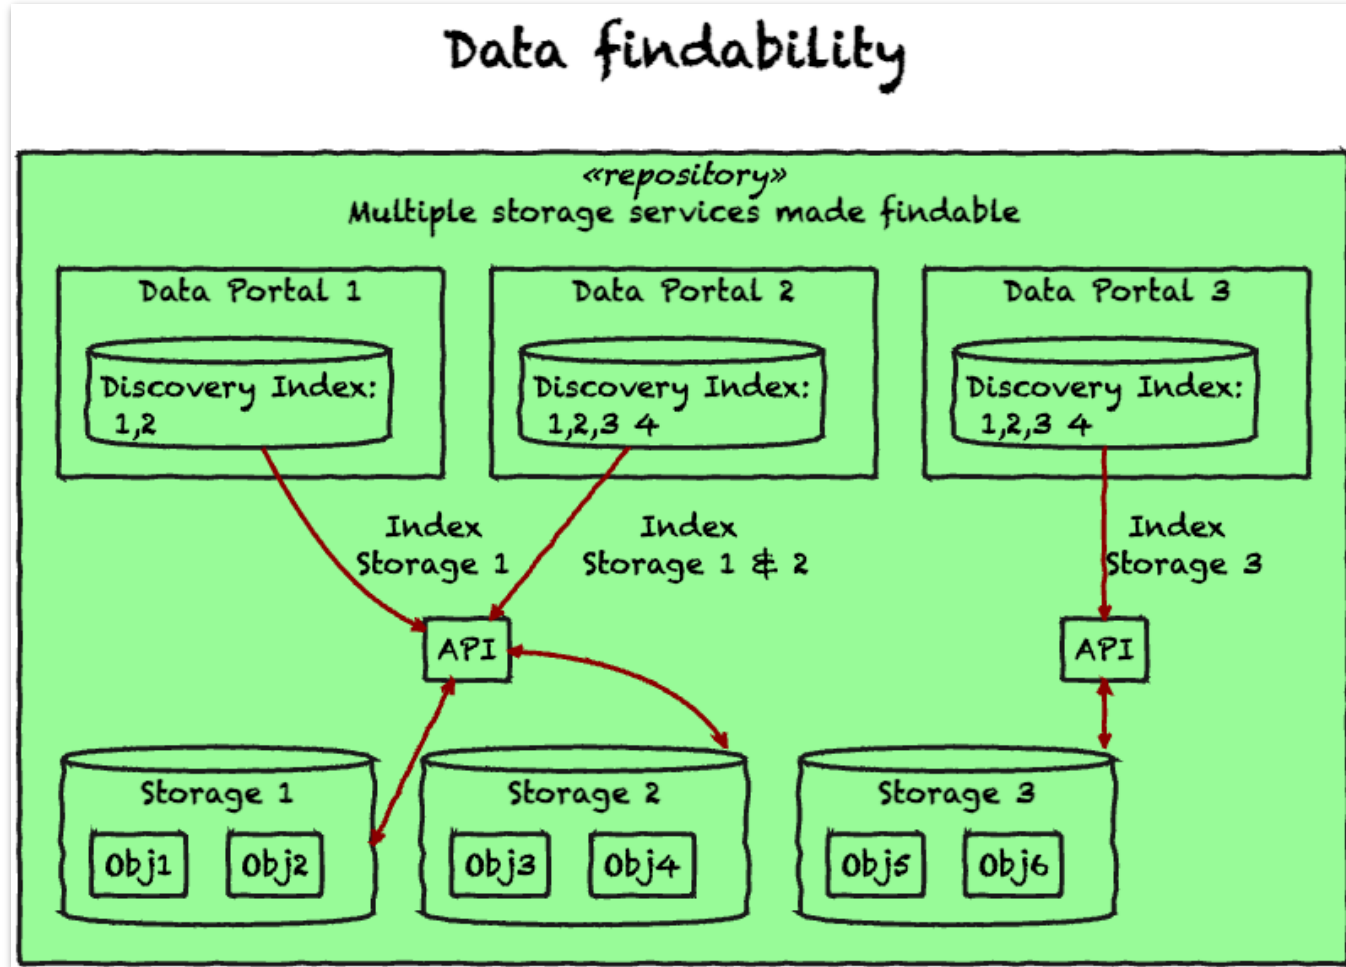 Data findability
«repository»
Multiple storage services made findable
Data Portal 1
Discovery Index:
1,2
Data Portal 2
Discovery Index:
1,2,3 4
Data Portal 3
Discovery Index:
1,2,3 4
Index
Storage 1
Index
Storage 1 & 2
Index
Storage 3
API
API
Storage 1
Obj1
Obj2
Storage 2
Obj3
Obj4
Storage 3
Obj5
Obj6